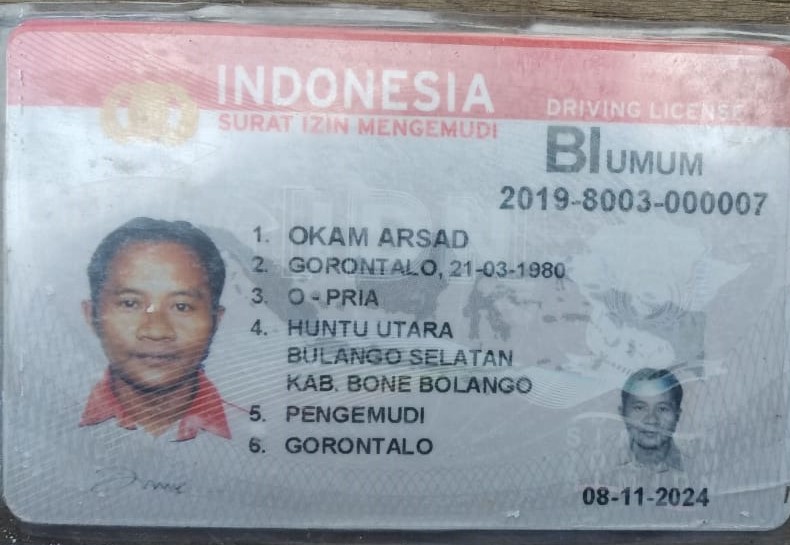 INDONESIA
SURAT IZIN MENGEMUDI
DRIVING LICENSE
BI UMUM
2019-8003-000007
1. OKAM ARSAD
2. GORONTALO, 21-03-1980
3. O - PRIA
4. HUNTU UTARA
BULANGO SELATAN
KAB. BONE BOLANGO
5. PENGEMUDI
6. GORONTALO
08-11-2024